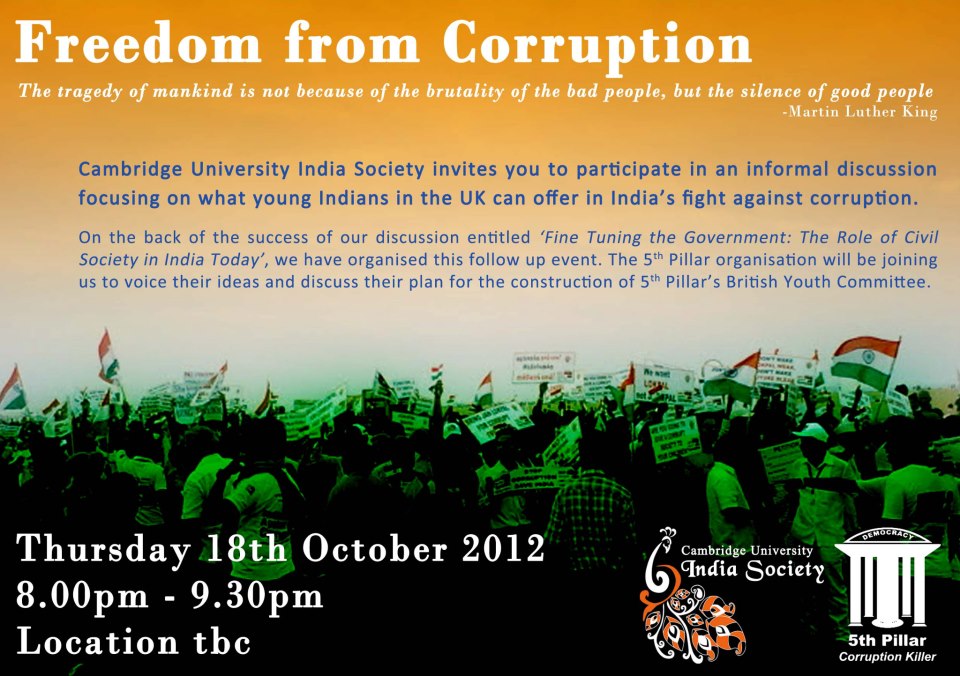 Freedom from Corruption
The tragedy of mankind is not because of the brutality of the bad people, but the silence of good people
-Martin Luther King
Cambridge University India Society invites you to participate in an informal discussion
focusing on what young Indians in the UK can offer in India's fight against corruption.
On the back of the success of our discussion entitled 'Fine Tuning the Government: The Role of Civil
Society in India Today', we have organised this follow up event. The 5th Pillar organisation will be joining
us to voice their ideas and discuss their plan for the construction of 5th Pillar's British Youth Committee.
We want
LOKPAL
DON'T MAKE
Thursday 18th October 2012
8.00pm - 9.30pm
Location tbc
Cambridge University
India Society
DEMOCRACY
5th Pillar
Corruption Killer